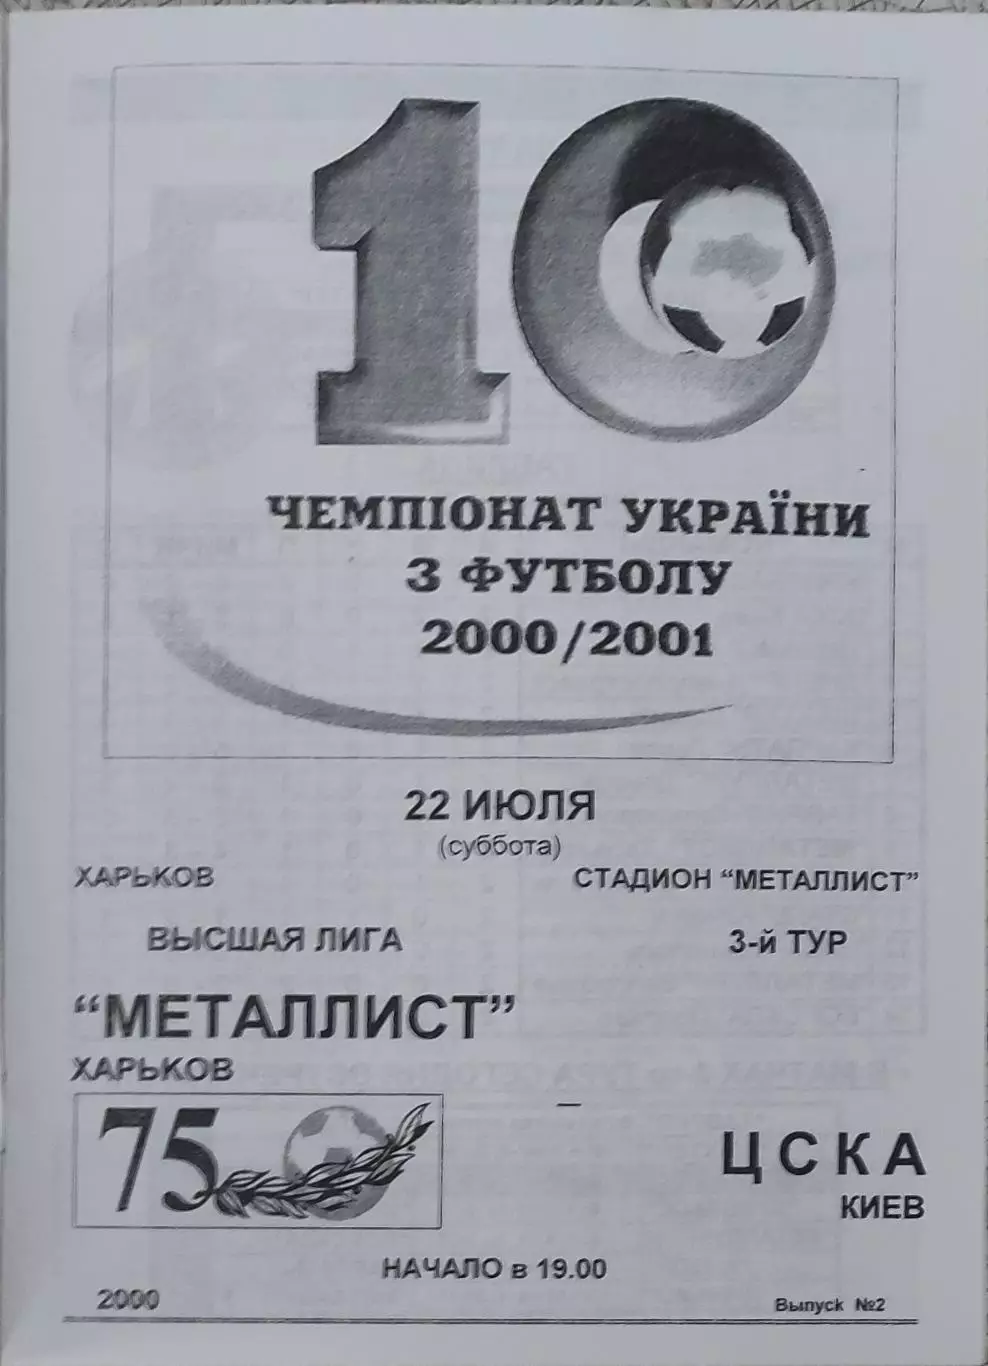 10
ЧЕМПІОНАТ УКРАЇНИ
З ФУТБОЛУ
2000/2001
22 ИЮЛЯ
(суббота)
ХАРЬКОВ СТАДИОН “МЕТАЛЛИСТ”
ВЫСШАЯ ЛИГА 3-й ТУР
“МЕТАЛЛИСТ”
ХАРЬКОВ
–
75
ЦСКА
КИЕВ
НАЧАЛО в 19.00
2000 Выпуск №2